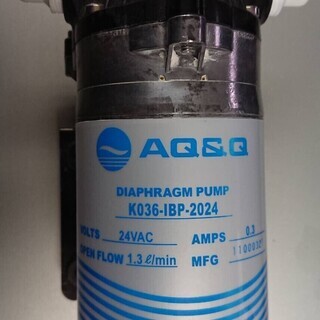 AQ&Q
DIAPHRAGM PUMP
K036-IBP-2024
VOLTS 24VAC AMPS 0.3
OPEN FLOW 1.3 ℓ/min MFG